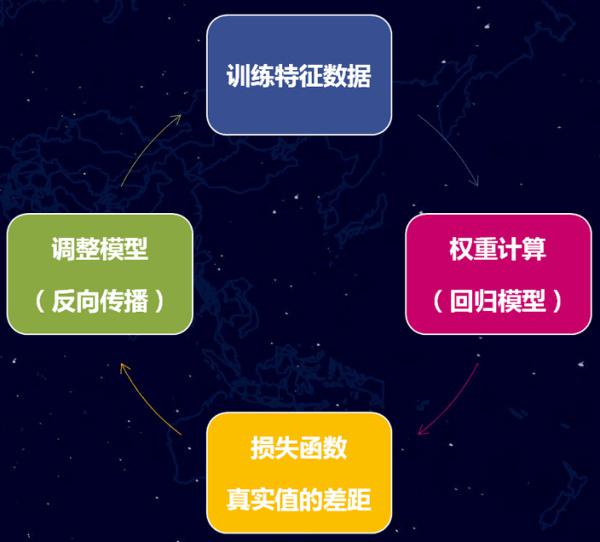 训练特征数据
权重计算
（回归模型）
损失函数
真实值的差距
调整模型
（反向传播）